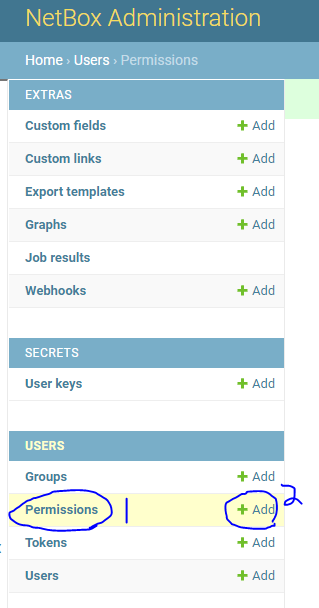 NetBox Administration
Home › Users › Permissions
EXTRAS
Custom fields + Add
Custom links + Add
Export templates + Add
Graphs + Add
Job results
Webhooks + Add
SECRETS
User keys + Add
USERS
Groups + Add
Permissions 1 + Add 2
Tokens + Add
Users + Add